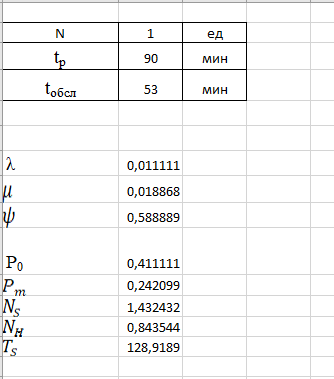 N 1 ед
tр 90 мин
tобсл 53 мин
λ 0,011111
μ 0,018868
ψ 0,588889
P0 0,411111
Pm 0,242099
NS 1,432432
NH 0,843544
TS 128,9189